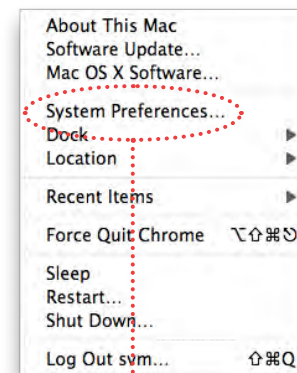 About This Mac
Software Update...
Mac OS X Software...
System Preferences...
Dock ▶
Location ▶
Recent Items ▶
Force Quit Chrome ⌥⇧⌘⎋
Sleep
Restart...
Shut Down...
Log Out svm... ⇧⌘Q